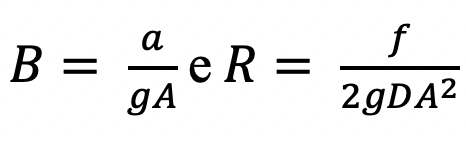 B = a/gA e R = f/2gDA²